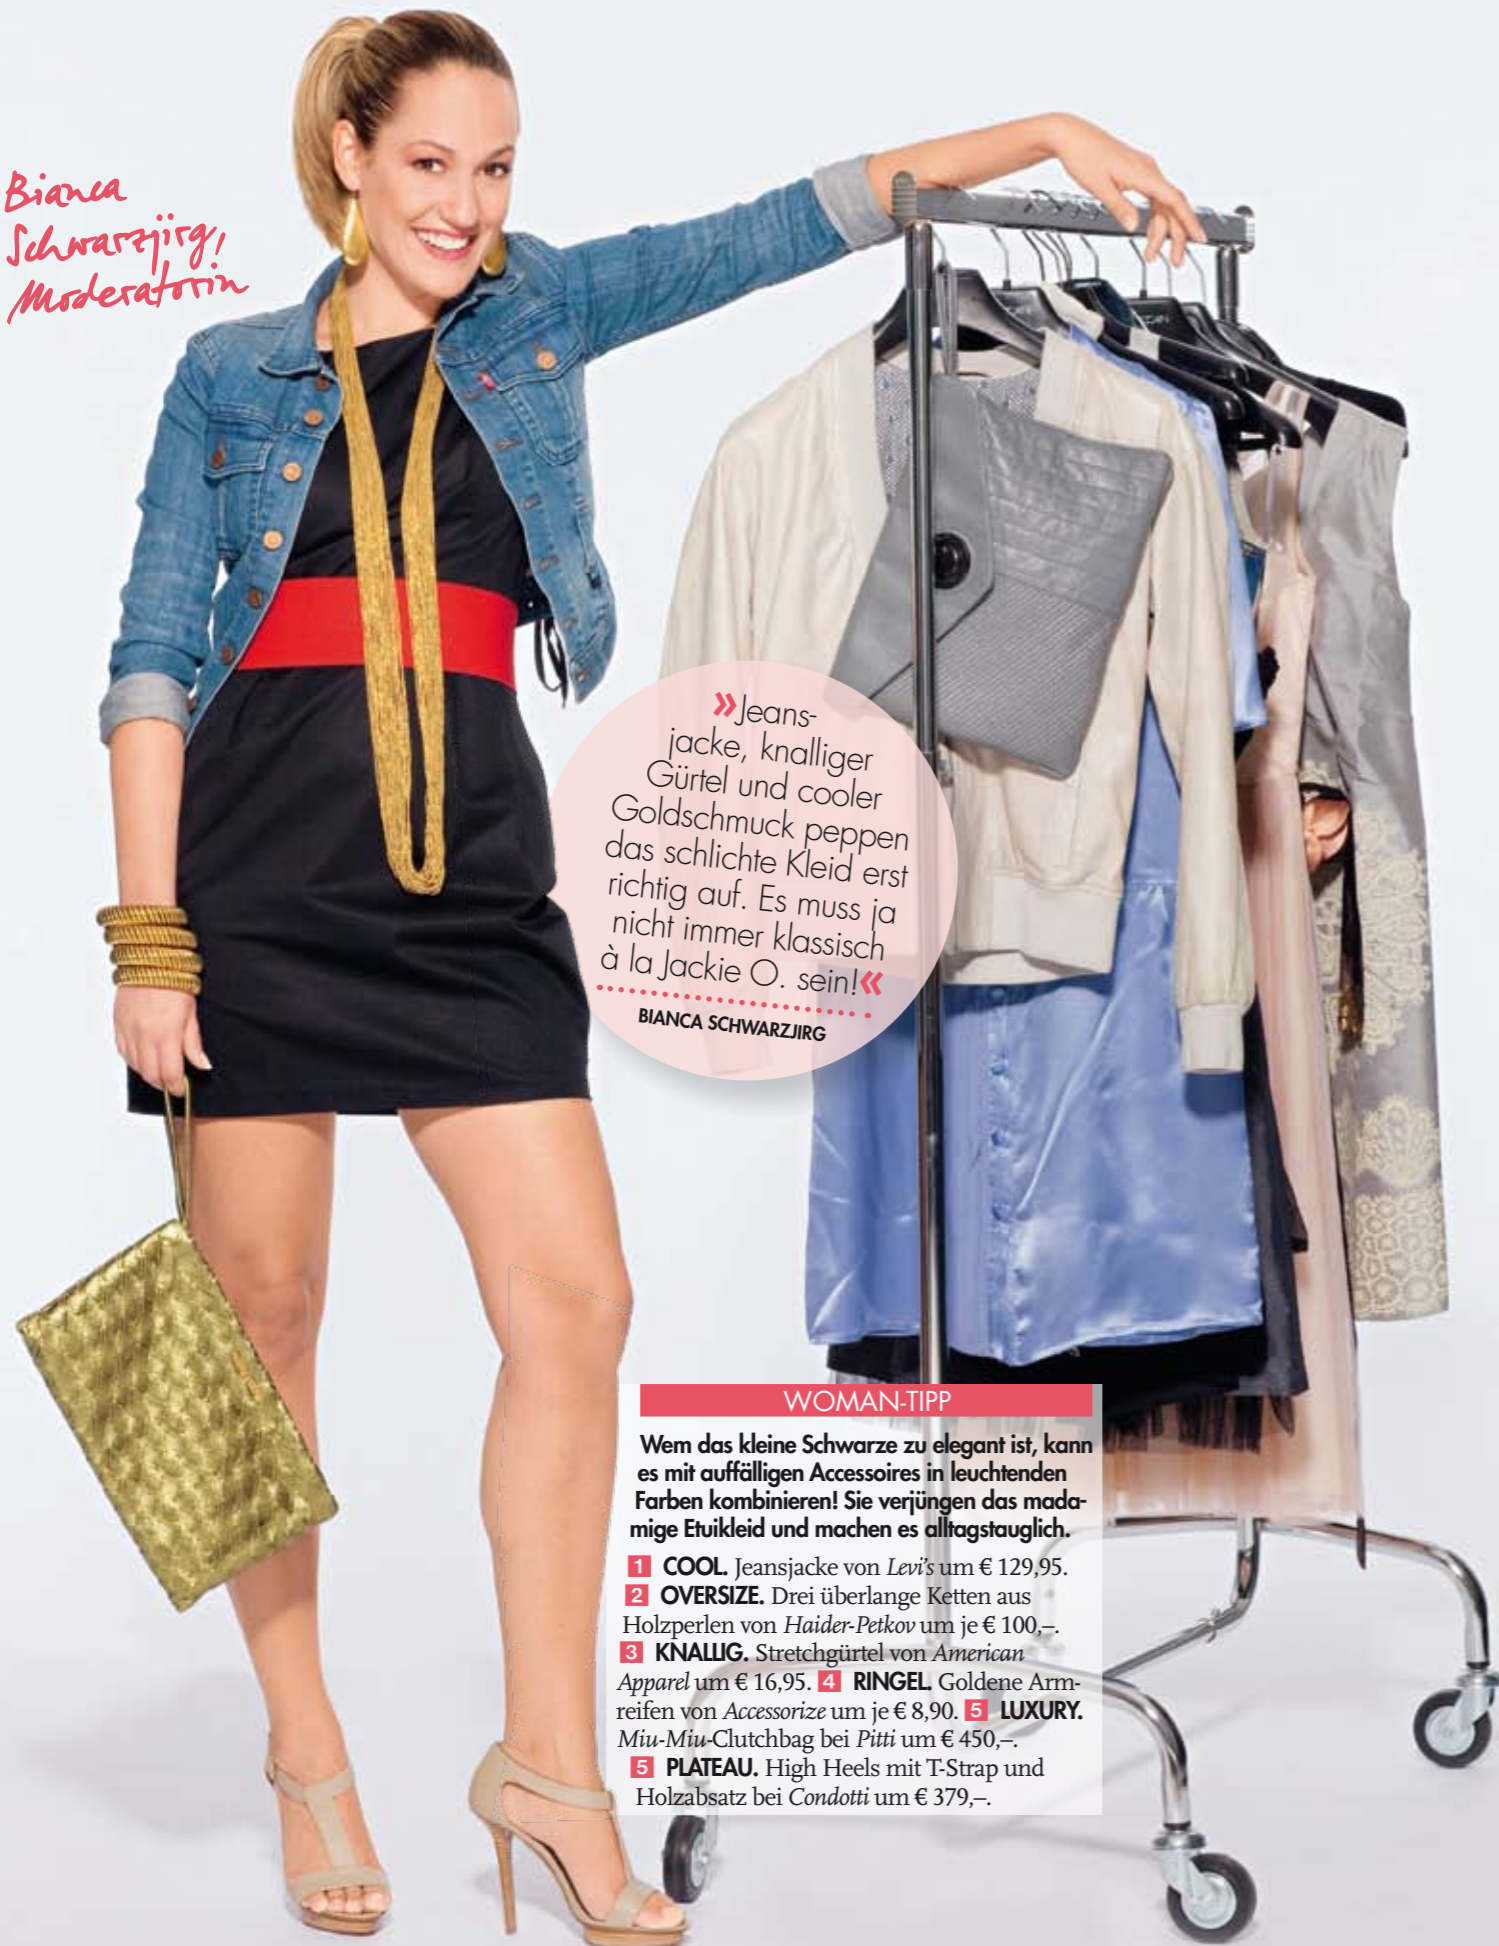 Bianca
Schwarzjirg,
Moderatorin
»Jeans-
jacke, knalliger
Gürtel und cooler
Goldschmuck peppen
das schlichte Kleid erst
richtig auf. Es muss ja
nicht immer klassisch
à la Jackie O. sein!«
BIANCA SCHWARZJIRG
WOMAN-TIPP
Wem das kleine Schwarze zu elegant ist, kann
es mit auffälligen Accessoires in leuchtenden
Farben kombinieren! Sie verjüngen das mada-
mige Etuikleid und machen es alltagstauglich.
1 COOL. Jeansjacke von Levi's um € 129,95.
2 OVERSIZE. Drei überlange Ketten aus
Holzperlen von Haider-Petkov um je € 100,–.
3 KNALLIG. Stretchgürtel von American
Apparel um € 16,95. 4 RINGEL. Goldene Arm-
reifen von Accessorize um je € 8,90. 5 LUXURY.
Miu-Miu-Clutchbag bei Pitti um € 450,–.
5 PLATEAU. High Heels mit T-Strap und
Holzabsatz bei Condotti um € 379,–.